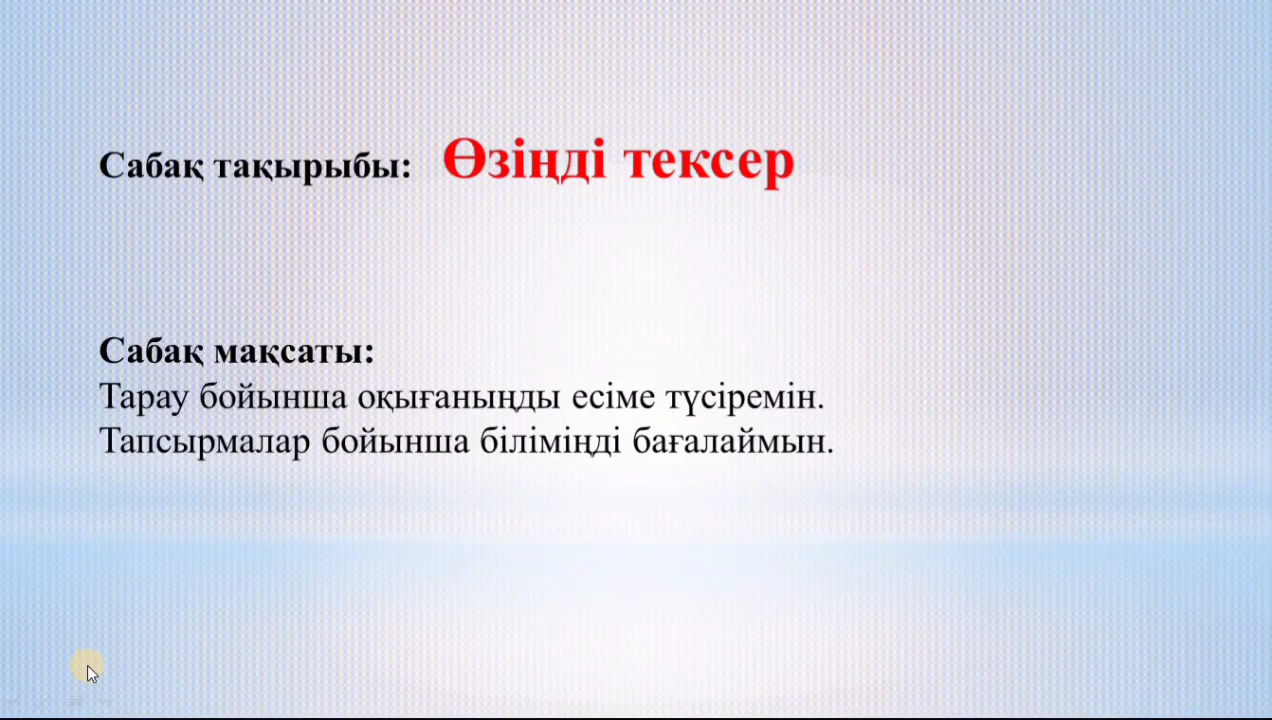 Сабақ тақырыбы: Өзіңді тексер
Сабақ мақсаты:
Тарау бойынша оқығаныңды есіме түсіремін.
Тапсырмалар бойынша біліміңді бағалаймын.